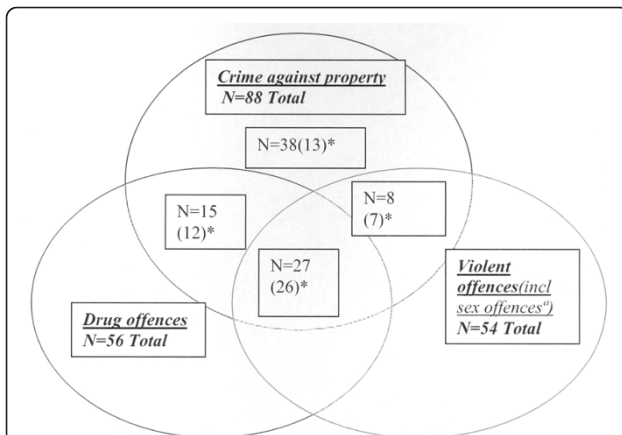 Crime against property
N=88 Total
N=38(13)*
N=15
(12)*
N=8
(7)*
N=27
(26)*
Violent
offences(incl
sex offencesª)
N=54 Total
Drug offences
N=56 Total